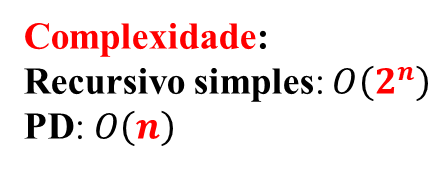 Complexidade:
Recursivo simples: O(2ⁿ)
PD: O(n)